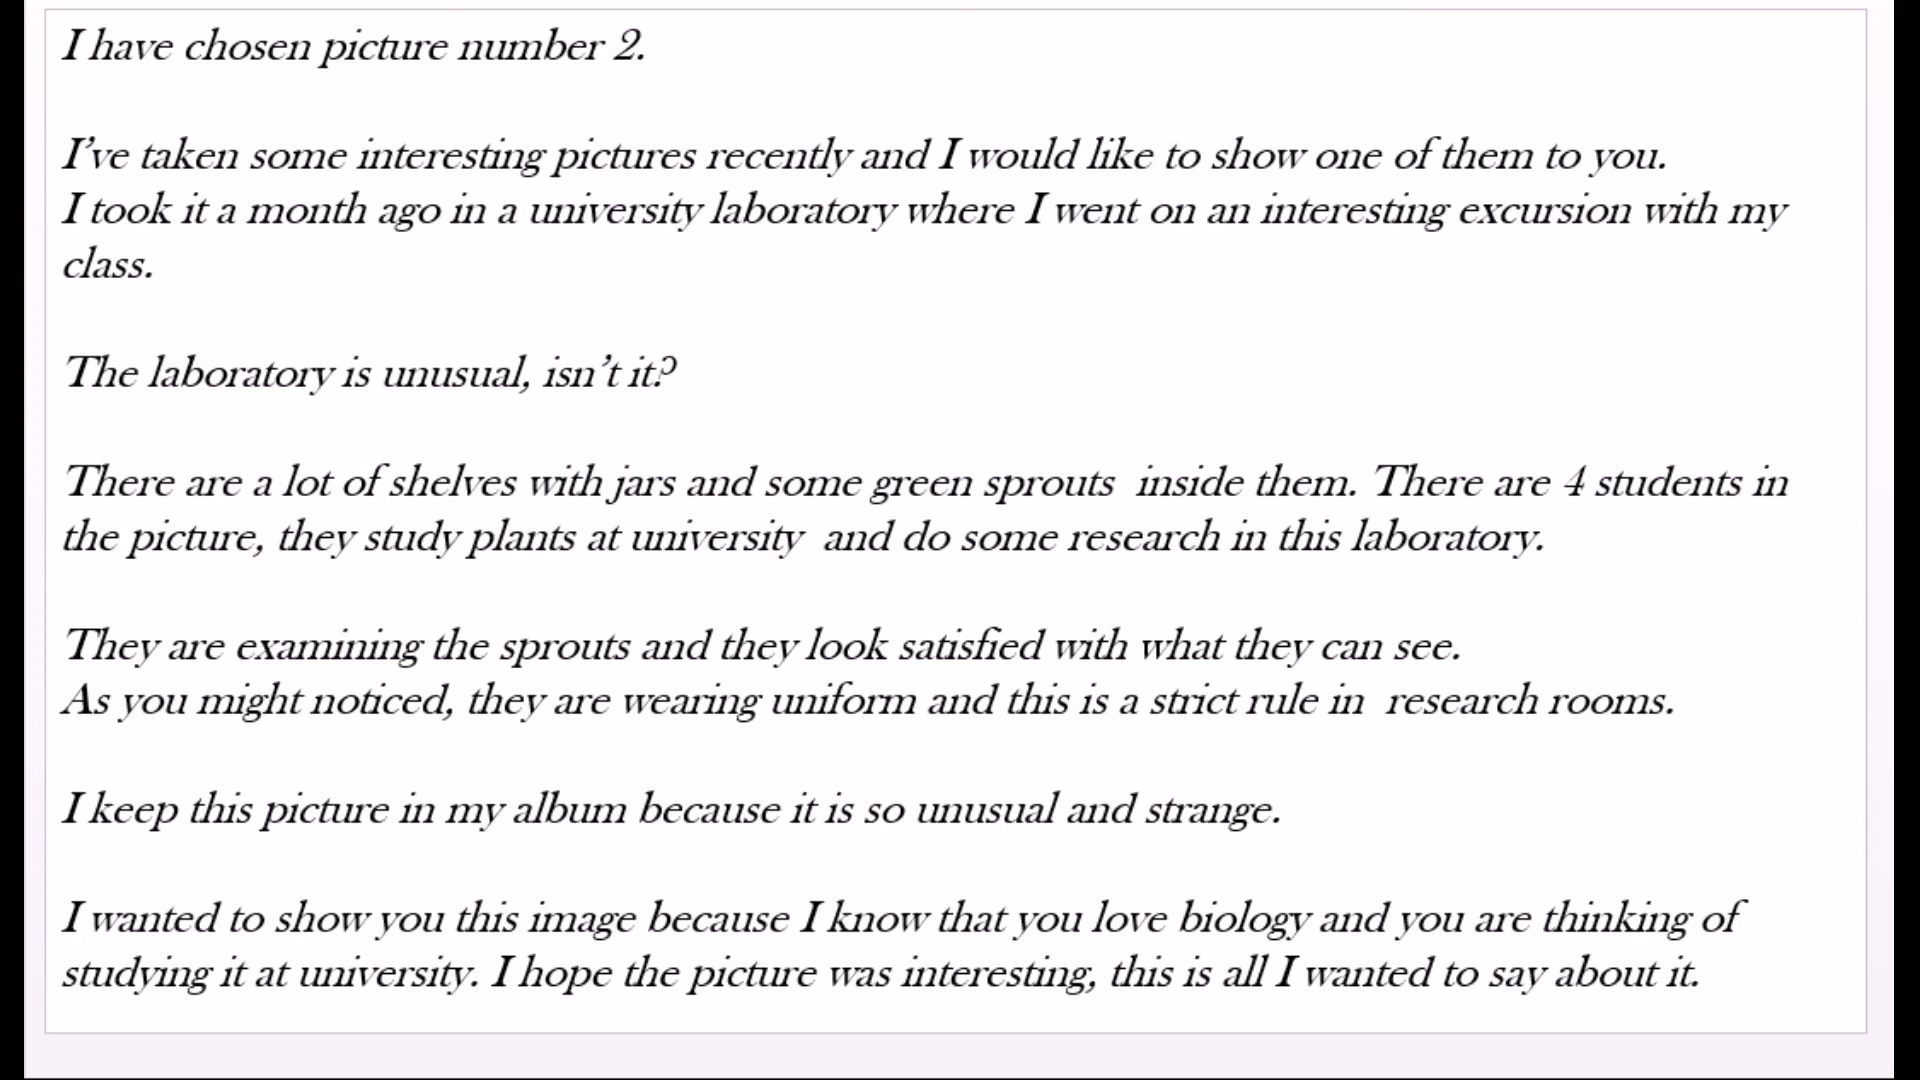 I have chosen picture number 2.
I’ve taken some interesting pictures recently and I would like to show one of them to you.
I took it a month ago in a university laboratory where I went on an interesting excursion with my
class.
The laboratory is unusual, isn’t it?
There are a lot of shelves with jars and some green sprouts  inside them. There are 4 students in
the picture, they study plants at university  and do some research in this laboratory.
They are examining the sprouts and they look satisfied with what they can see.
As you might noticed, they are wearing uniform and this is a strict rule in  research rooms.
I keep this picture in my album because it is so unusual and strange.
I wanted to show you this image because I know that you love biology and you are thinking of
studying it at university. I hope the picture was interesting, this is all I wanted to say about it.